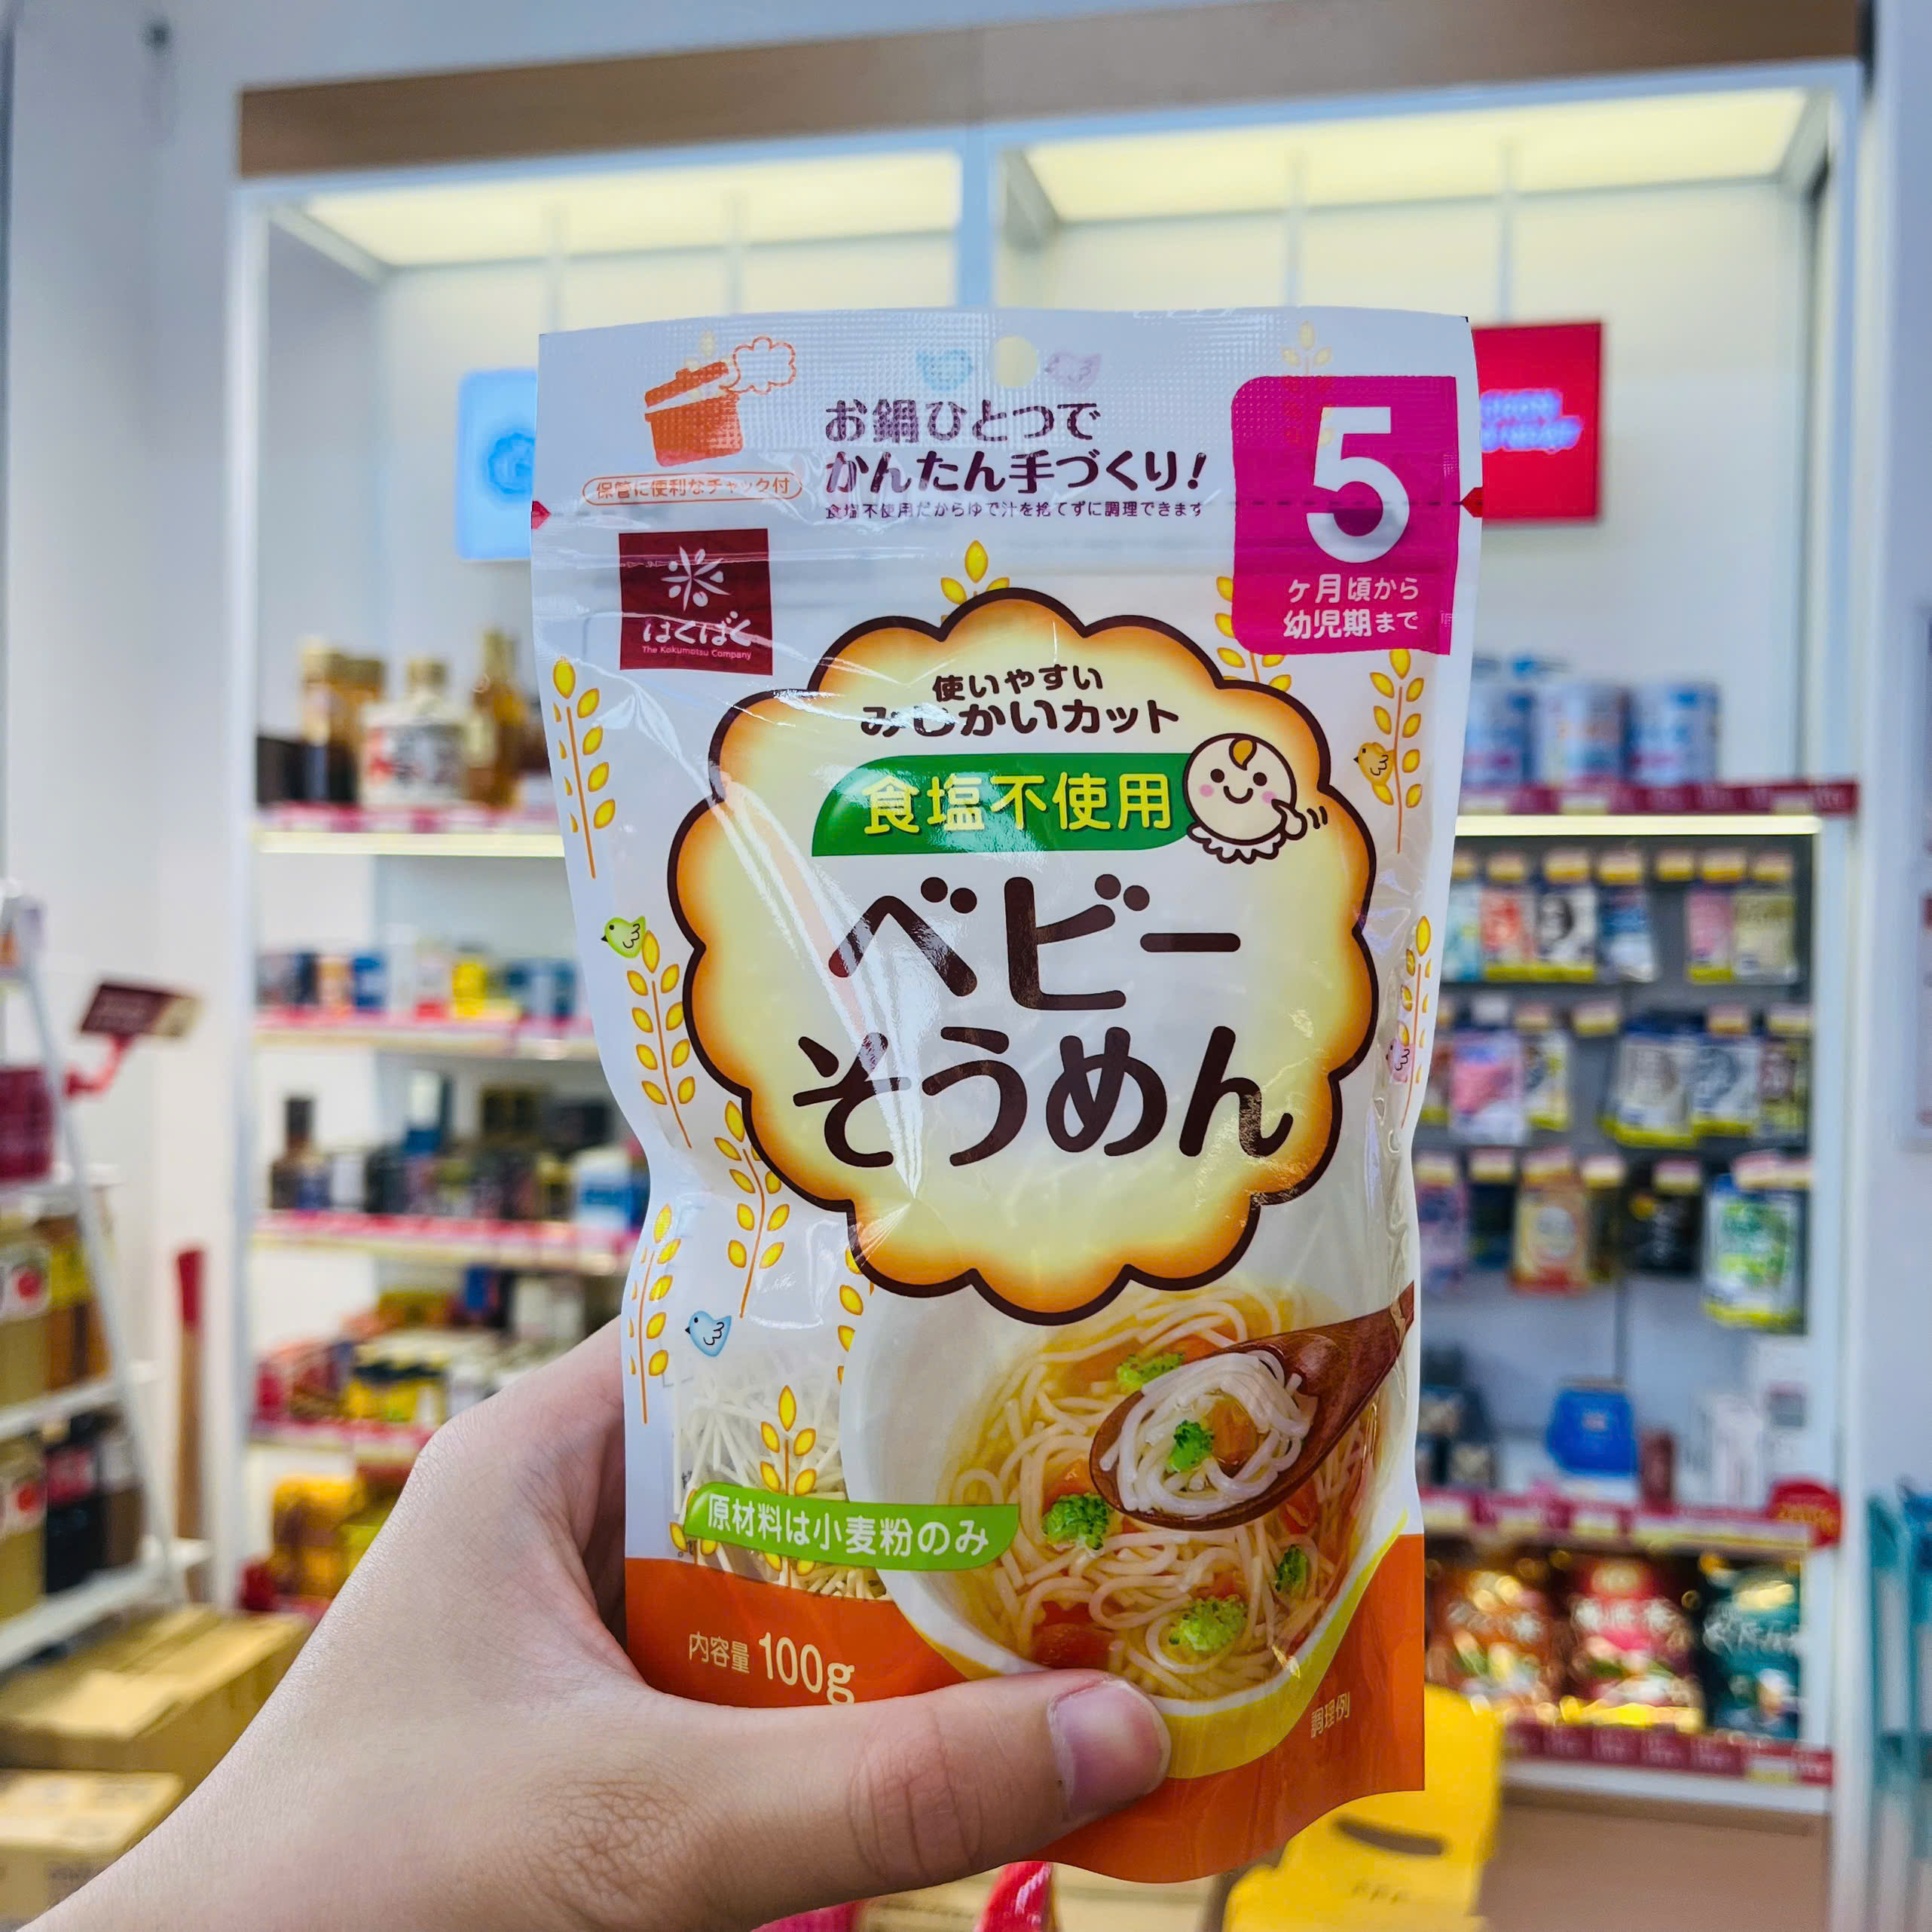 お鍋ひとつで
かんたん手づくり!
食塩不使用だからゆで汁を捨てずに調理できます
保管に便利なチャック付
5
ケ月頃から
幼児期まで
はくばく
The Kokumotsu Company
使いやすい
みじかいカット
食塩不使用
ベビー
そうめん
原材料は小麦粉のみ
内容量 100g
調理例